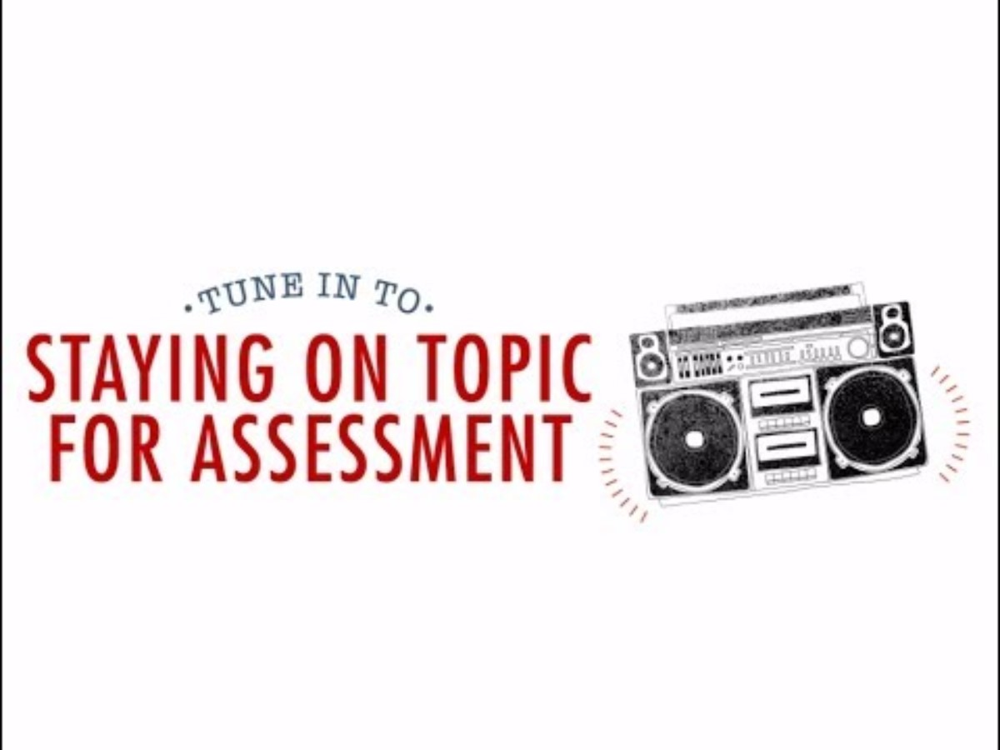 ·TUNE IN TO·
STAYING ON TOPIC
FOR ASSESSMENT